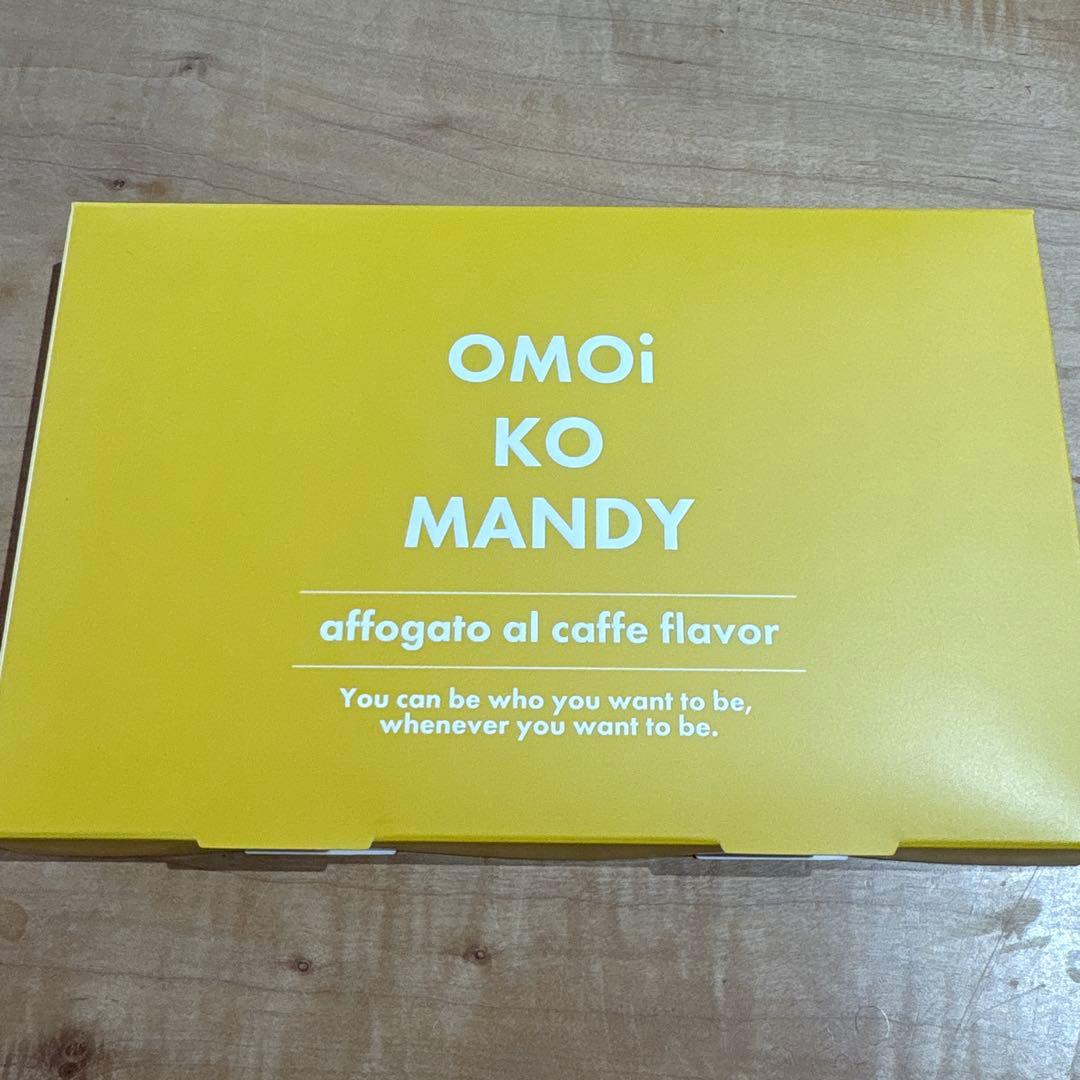 OMOi
KO
MANDY
affogato al caffe flavor
You can be who you want to be,
whenever you want to be.